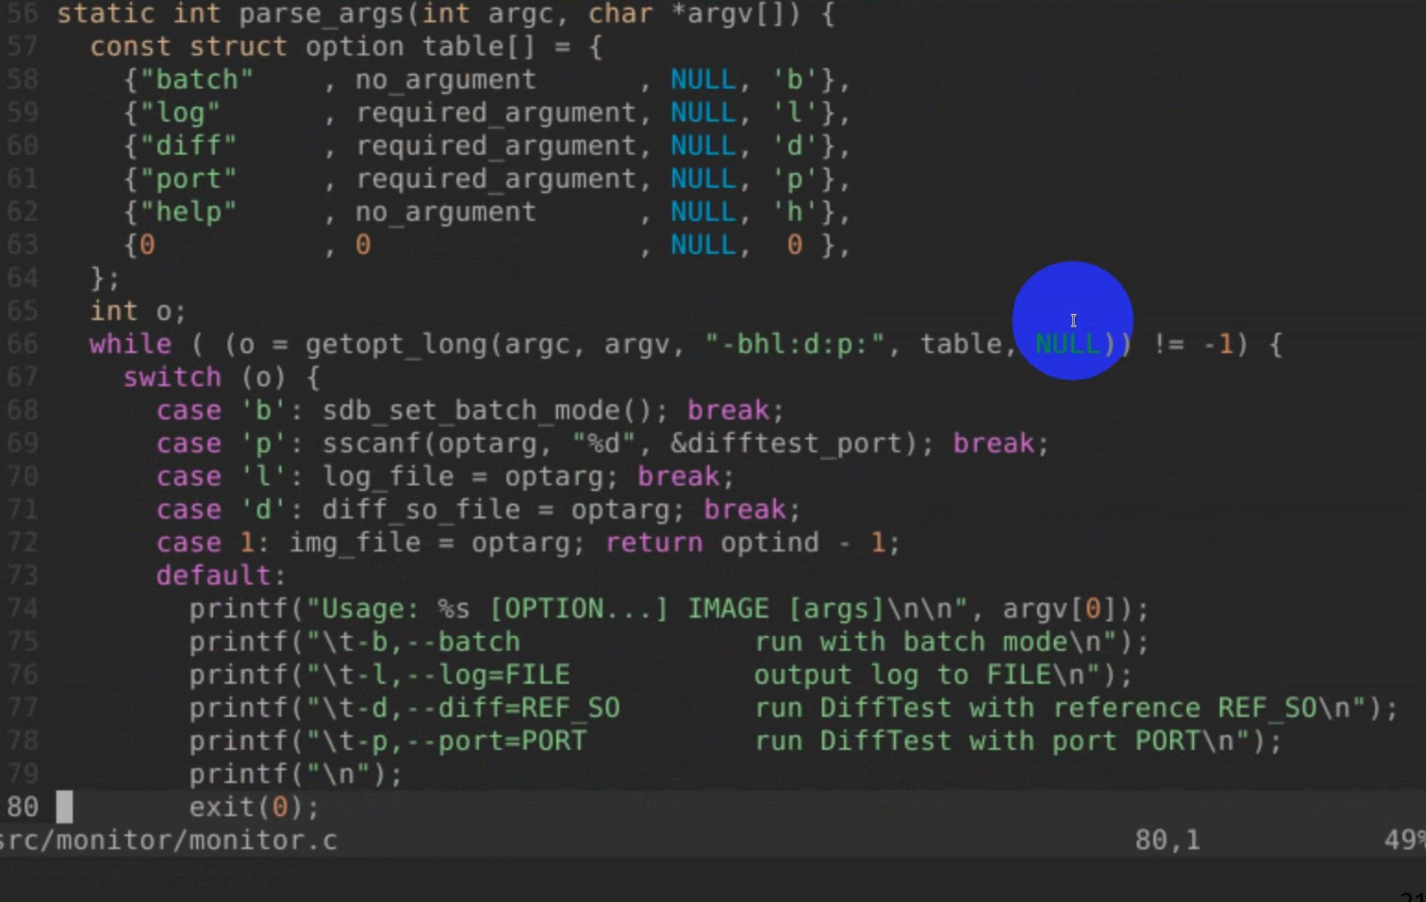 56 static int parse_args(int argc, char *argv[]) {
57   const struct option table[] = {
58     {"batch"    , no_argument      , NULL, 'b'},
59     {"log"      , required_argument, NULL, 'l'},
60     {"diff"     , required_argument, NULL, 'd'},
61     {"port"     , required_argument, NULL, 'p'},
62     {"help"     , no_argument      , NULL, 'h'},
63     {0          , 0                , NULL,  0 },
64   };
65   int o;
66   while ( (o = getopt_long(argc, argv, "-bhl:d:p:", table, NULL)) != -1) {
67     switch (o) {
68       case 'b': sdb_set_batch_mode(); break;
69       case 'p': sscanf(optarg, "%d", &difftest_port); break;
70       case 'l': log_file = optarg; break;
71       case 'd': diff_so_file = optarg; break;
72       case 1: img_file = optarg; return optind - 1;
73       default:
74         printf("Usage: %s [OPTION...] IMAGE [args]\n\n", argv[0]);
75         printf("\t-b,--batch              run with batch mode\n");
76         printf("\t-l,--log=FILE           output log to FILE\n");
77         printf("\t-d,--diff=REF_SO        run DiffTest with reference REF_SO\n");
78         printf("\t-p,--port=PORT          run DiffTest with port PORT\n");
79         printf("\n");
80         exit(0);
src/monitor/monitor.c 80,1 49%